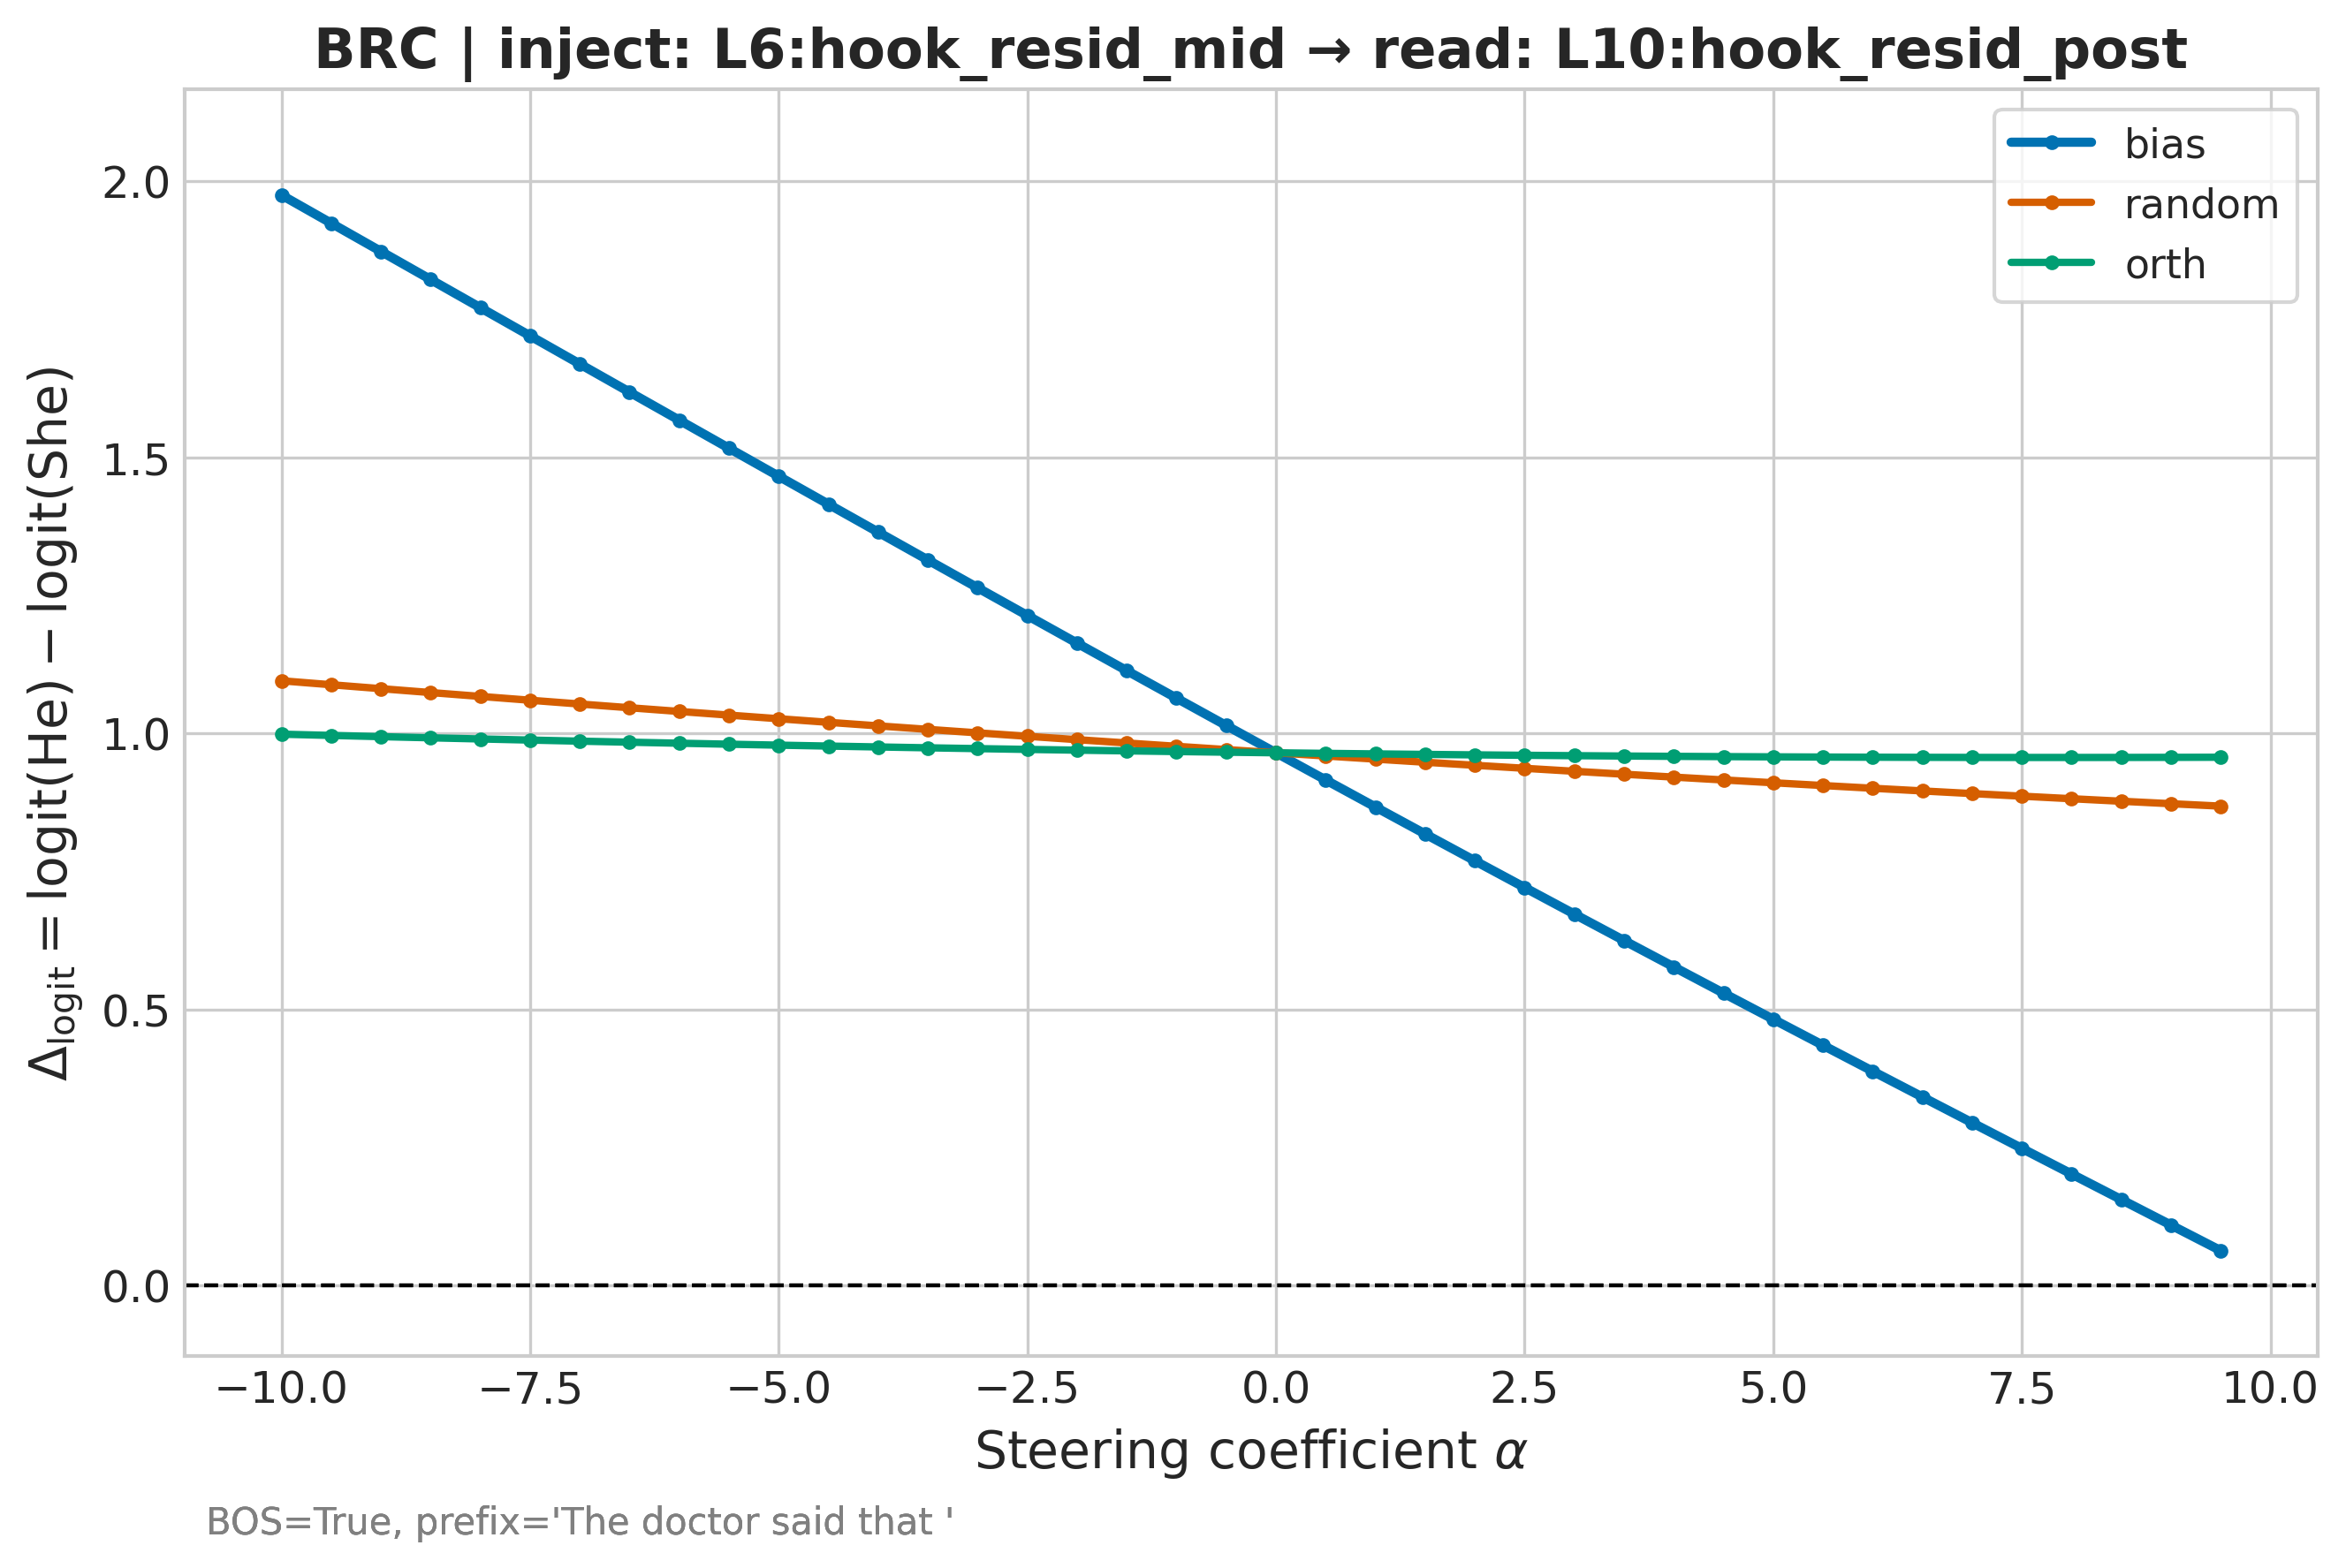 BRC | inject: L6:hook_resid_mid → read: L10:hook_resid_post
bias
random
orth
Δlogit = logit(He) − logit(She)
2.0
1.5
1.0
0.5
0.0
−10.0 −7.5 −5.0 −2.5 0.0 2.5 5.0 7.5 10.0
Steering coefficient α
BOS=True, prefix='The doctor said that '